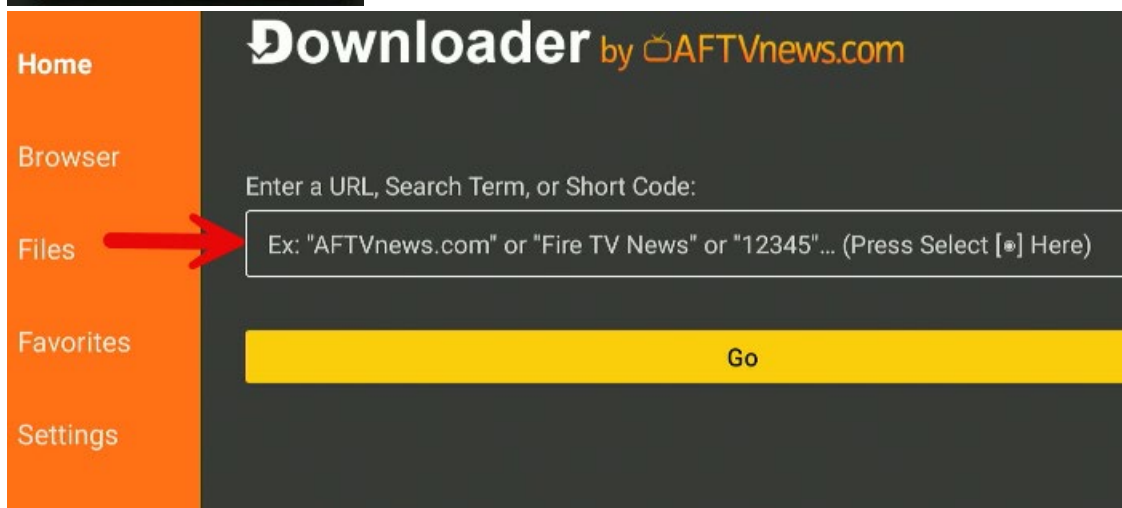 Downloader by AFTVnews.com
Home
Browser
Files
Favorites
Settings
Enter a URL, Search Term, or Short Code:
Ex: "AFTVnews.com" or "Fire TV News" or "12345"... (Press Select [◉] Here)
Go